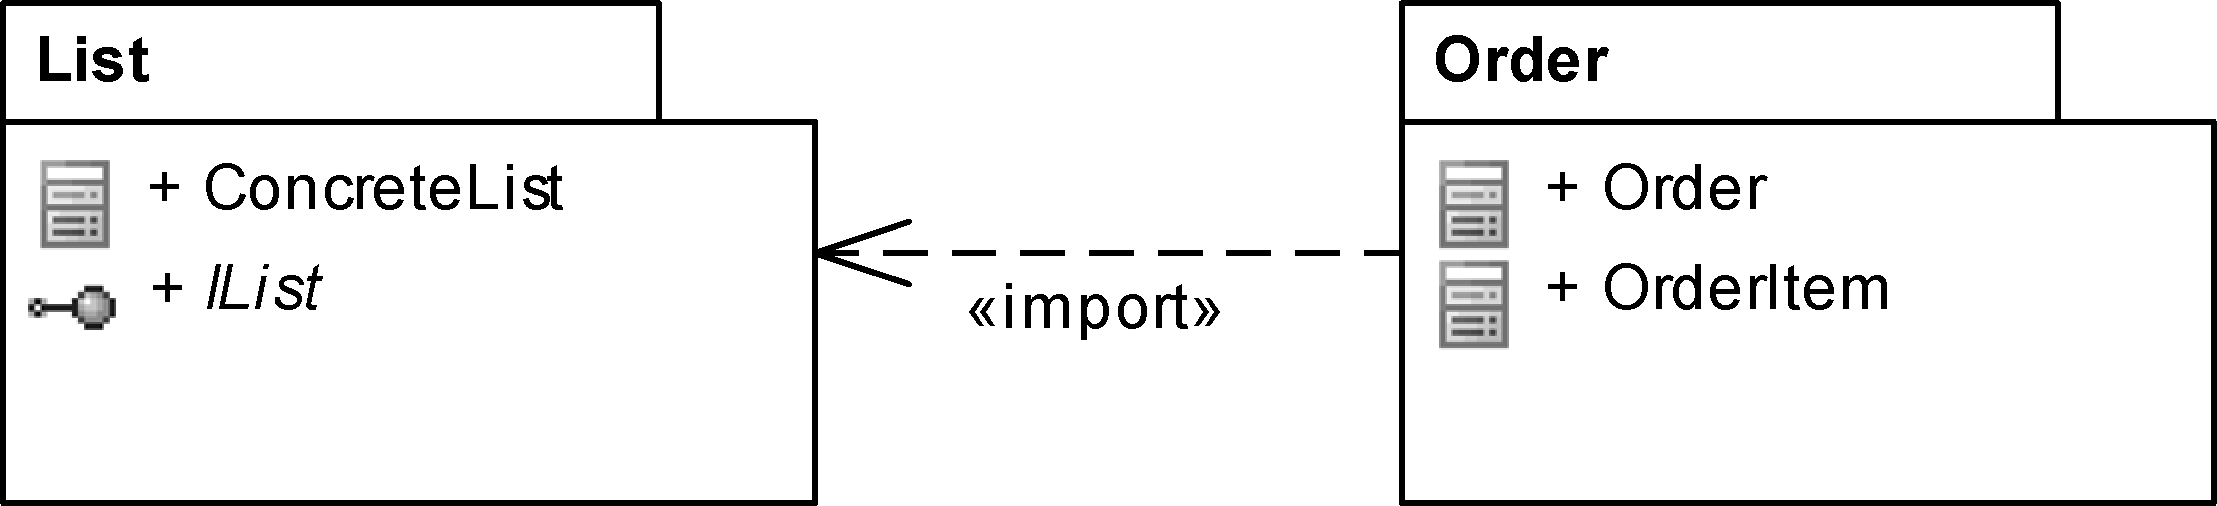 List
+ ConcreteList
+ IList
«import»
Order
+ Order
+ OrderItem